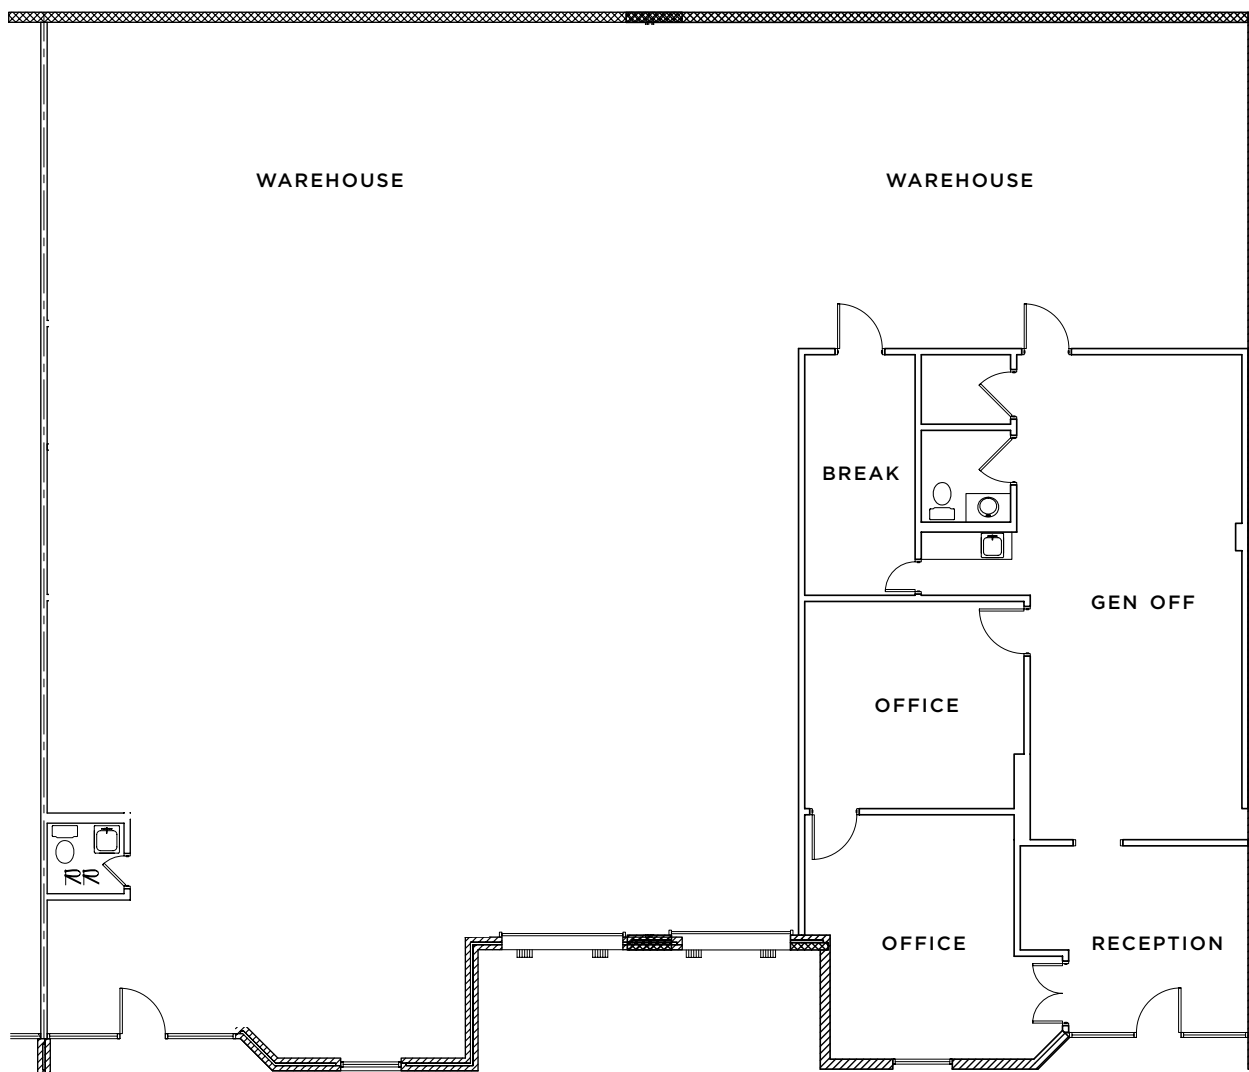 WAREHOUSE
WAREHOUSE
BREAK
GEN OFF
OFFICE
OFFICE
RECEPTION
RR